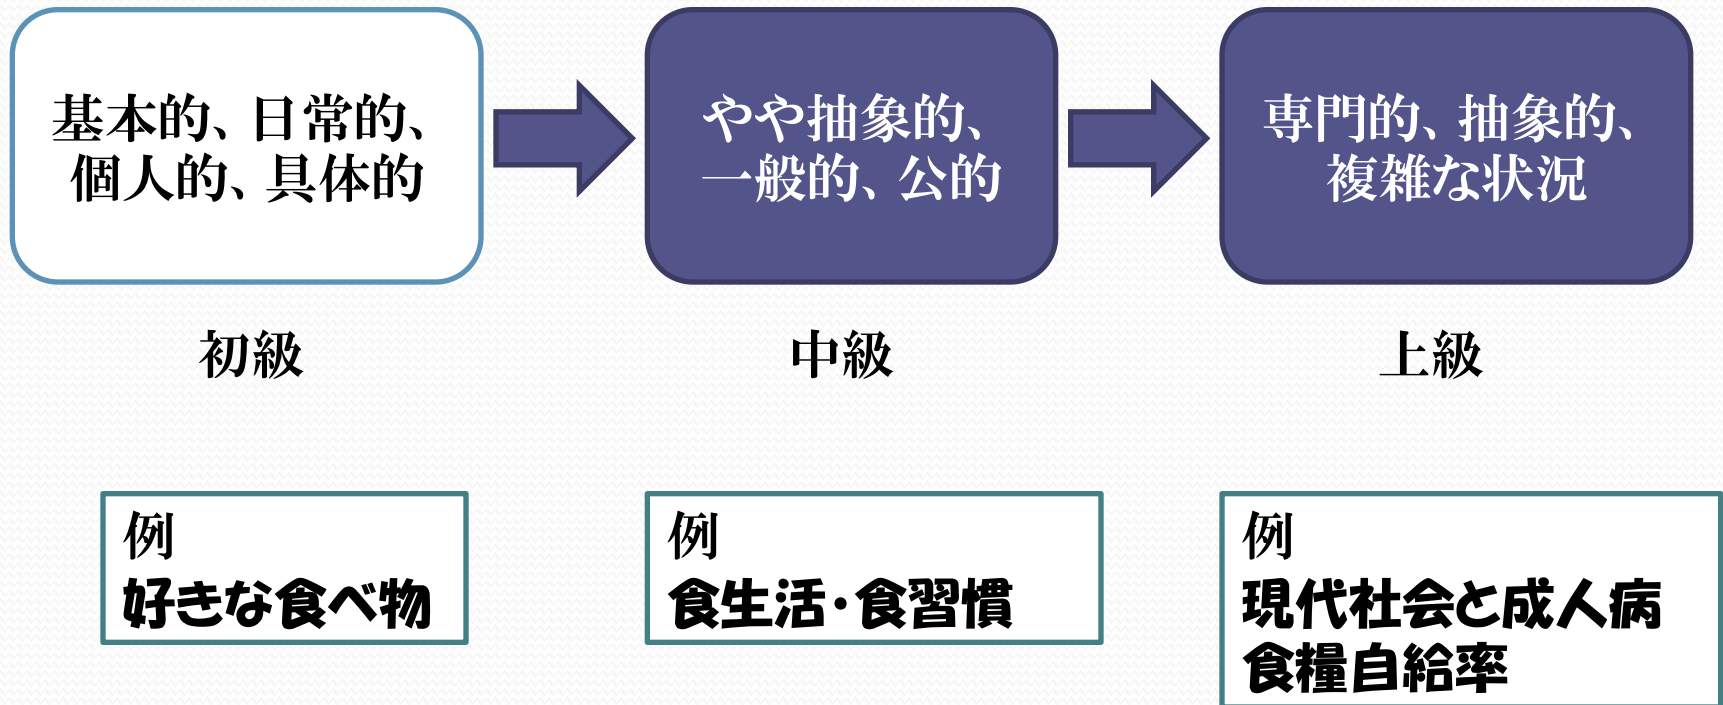 基本的、日常的、
個人的、具体的
やや抽象的、
一般的、公的
専門的、抽象的、
複雑な状況
初級
中級
上級
例
好きな食べ物
例
食生活・食習慣
例
現代社会と成人病
食糧自給率